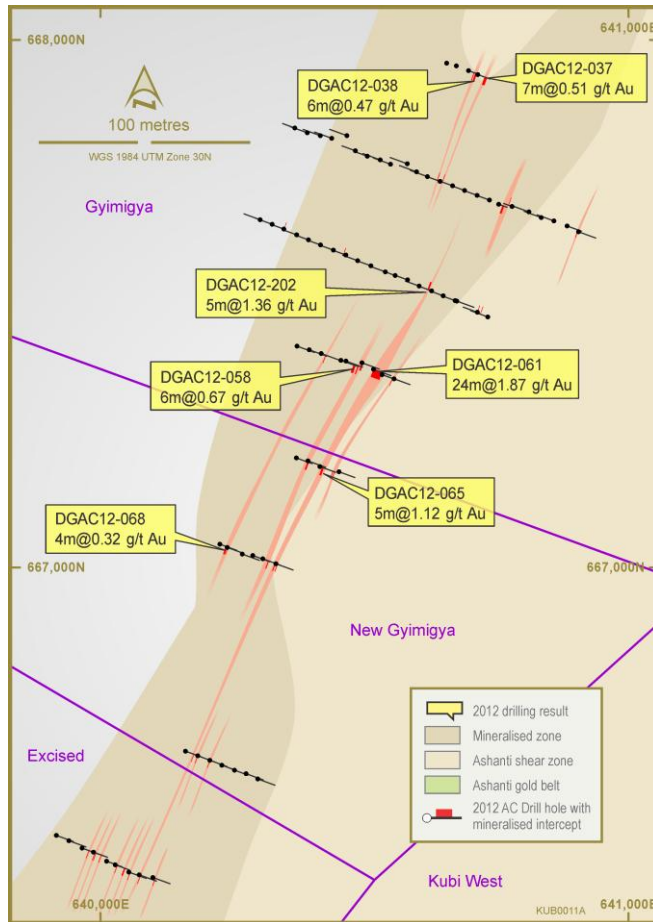 668,000N
641,000E
100 metres
WGS 1984 UTM Zone 30N
DGAC12-038
6m@0.47 g/t Au
DGAC12-037
7m@0.51 g/t Au
Gyimigya
DGAC12-202
5m@1.36 g/t Au
DGAC12-058
6m@0.67 g/t Au
DGAC12-061
24m@1.87 g/t Au
DGAC12-065
5m@1.12 g/t Au
DGAC12-068
4m@0.32 g/t Au
667,000N
667,000N
New Gyimigya
Excised
Kubi West
2012 drilling result
Mineralised zone
Ashanti shear zone
Ashanti gold belt
2012 AC Drill hole with
mineralised intercept
KUB0011A
640,000E
641,000E